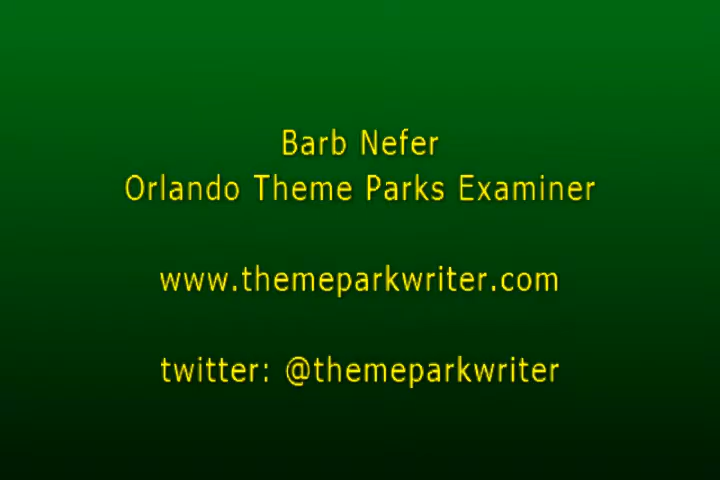 Barb Nefer
Orlando Theme Parks Examiner
www.themeparkwriter.com
twitter: @themeparkwriter